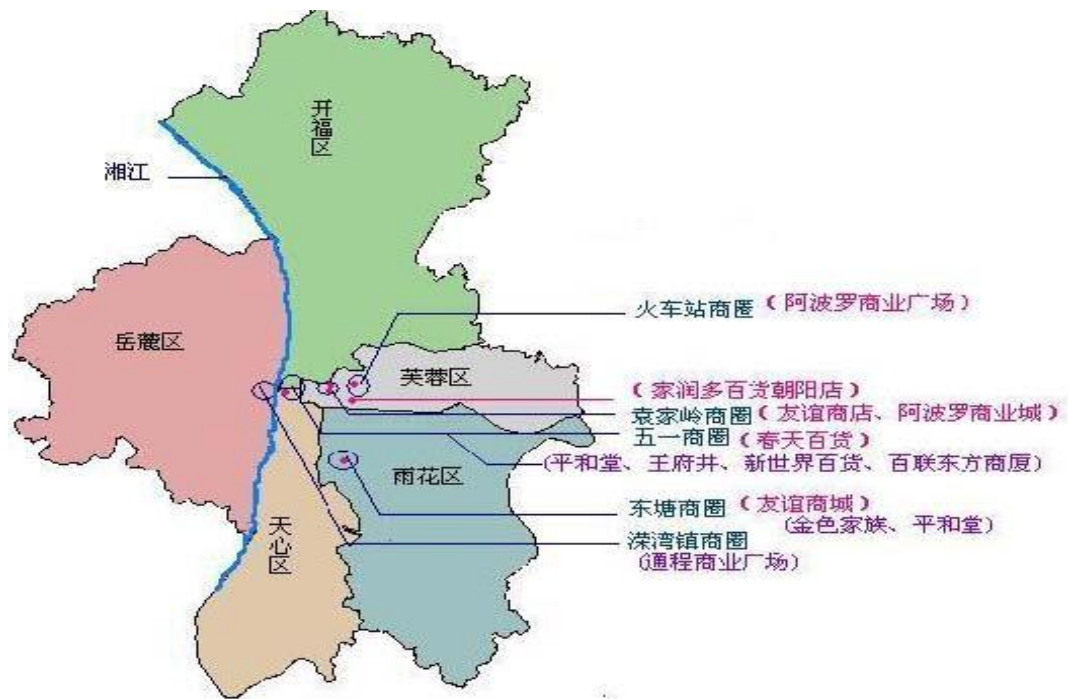 开福区
湘江
火车站商圈（阿波罗商业广场）
岳麓区
芙蓉区
（家润多百货朝阳店）
袁家岭商圈（友谊商店、阿波罗商业城）
五一商圈（春天百货）
(平和堂、王府井、新世界百货、百联东方商厦)
雨花区
东塘商圈（友谊商城）
(金色家族、平和堂)
天心区
溁湾镇商圈
(通程商业广场)